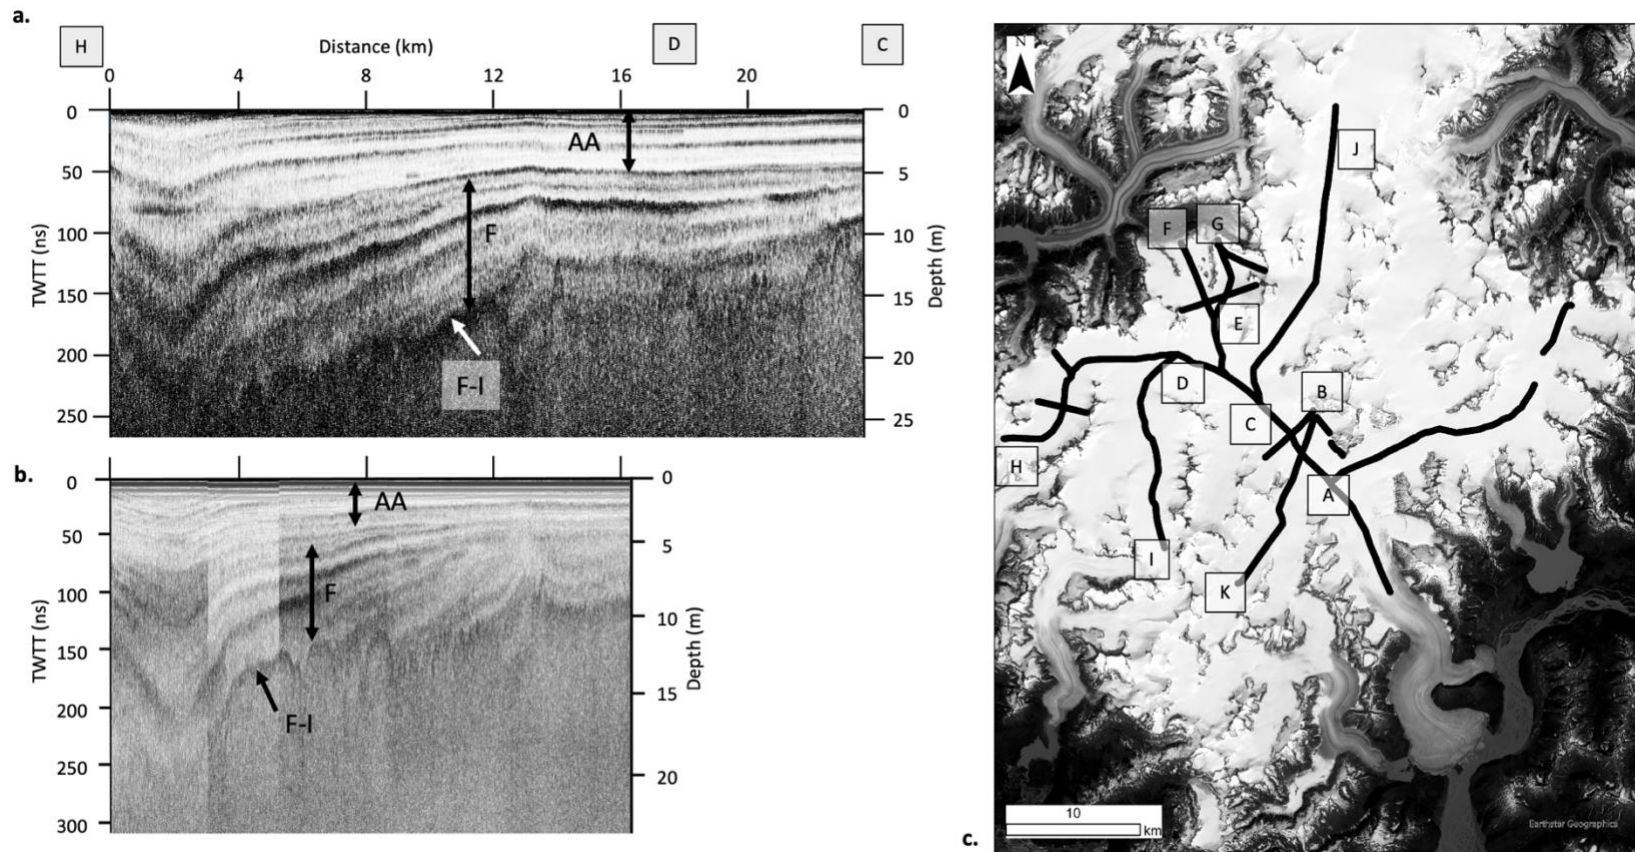 a.
H
Distance (km)
D
C
0 4 8 12 16 20
TWTT (ns)
0
50
100
150
200
250
AA
F
F-I
0
5
10
15
20
25
Depth (m)
b.
TWTT (ns)
0
50
100
150
200
250
300
AA
F
F-I
0
5
10
15
20
Depth (m)
N
J
F
G
E
D
B
C
H
A
I
K
10
km
Earthstar Geographics
c.